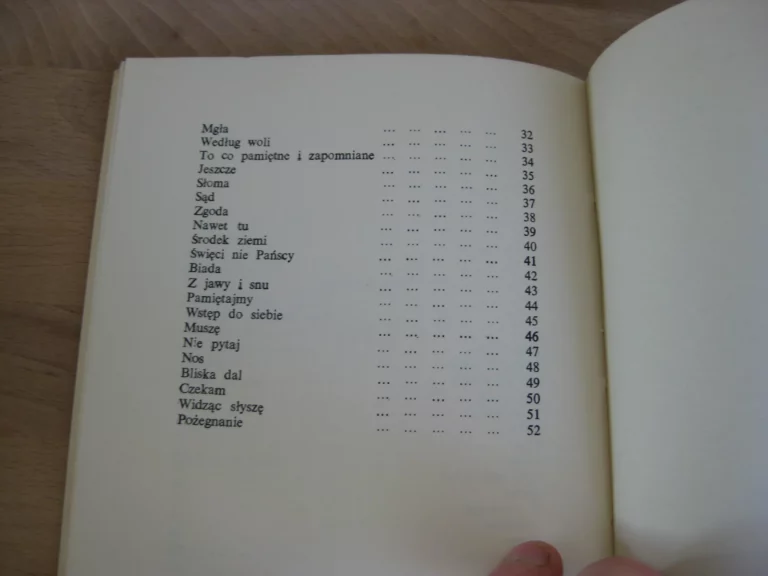 Mgła ... ... ... ... ... 32
Według woli ... ... ... ... ... 33
To co pamiętne i zapomniane ... ... ... ... ... 34
Jeszcze ... ... ... ... ... 35
Słoma ... ... ... ... ... 36
Sąd ... ... ... ... ... 37
Zgoda ... ... ... ... ... 38
Nawet tu ... ... ... ... ... 39
Środek ziemi ... ... ... ... ... 40
Święci nie Pańscy ... ... ... ... ... 41
Biada ... ... ... ... ... 42
Z jawy i snu ... ... ... ... ... 43
Pamiętajmy ... ... ... ... ... 44
Wstęp do siebie ... ... ... ... ... 45
Muszę ... ... ... ... ... 46
Nie pytaj ... ... ... ... ... 47
Nos ... ... ... ... ... 48
Bliska dal ... ... ... ... ... 49
Czekam ... ... ... ... ... 50
Widząc słyszę ... ... ... ... ... 51
Pożegnanie ... ... ... ... ... 52